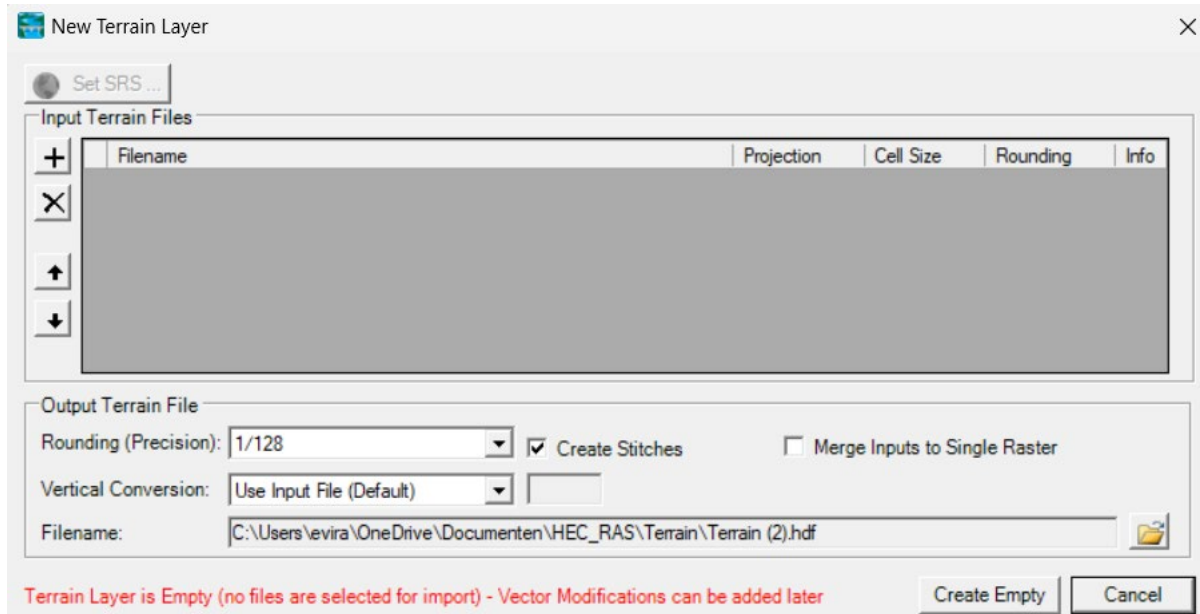 New Terrain Layer
Set SRS ...
Input Terrain Files
Filename Projection Cell Size Rounding Info
Output Terrain File
Rounding (Precision): 1/128 Create Stitches Merge Inputs to Single Raster
Vertical Conversion: Use Input File (Default)
Filename: C:\Users\evira\OneDrive\Documenten\HEC_RAS\Terrain\Terrain (2).hdf
Terrain Layer is Empty (no files are selected for import) - Vector Modifications can be added later Create Empty Cancel